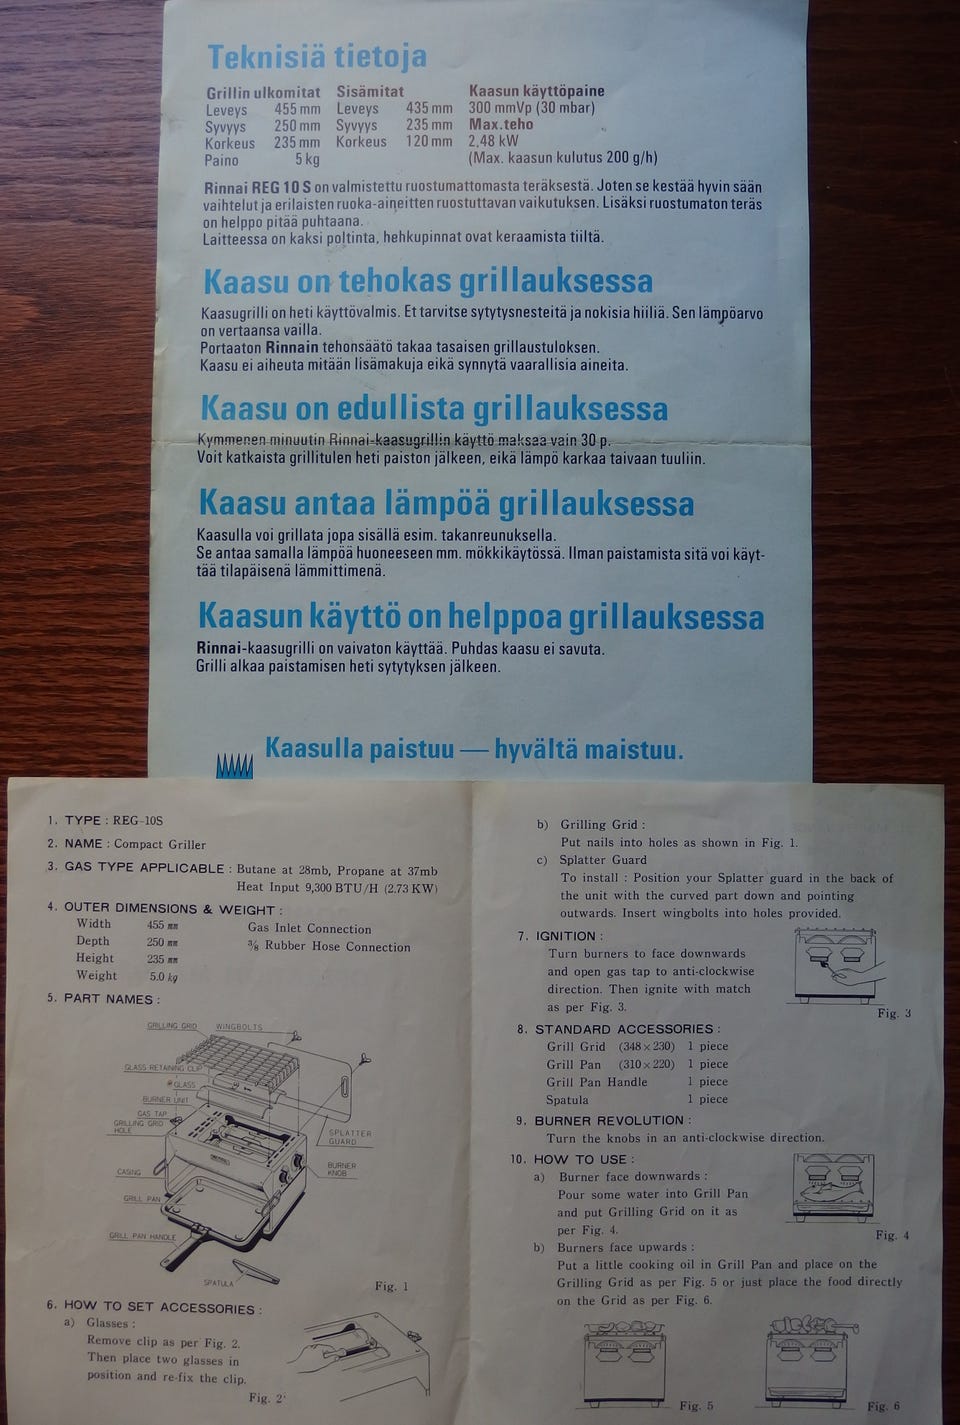 Teknisiä tietoja
Grillin ulkomitat Sisämitat Kaasun käyttöpaine
Leveys 455 mm Leveys 435 mm 300 mmVp (30 mbar)
Syvyys 250 mm Syvyys 235 mm Max.teho
Korkeus 235 mm Korkeus 120 mm 2,48 kW
Paino 5 kg (Max. kaasun kulutus 200 g/h)
Rinnai REG 10 S on valmistettu ruostumattomasta teräksestä. Joten se kestää hyvin sään
vaihtelut ja erilaisten ruoka-aineitten ruostuttavan vaikutuksen. Lisäksi ruostumaton teräs
on helppo pitää puhtaana.
Laitteessa on kaksi poltinta, hehkupinnat ovat keraamista tiiltä.
Kaasu on tehokas grillauksessa
Kaasugrilli on heti käyttövalmis. Et tarvitse sytytysnesteitä ja nokisia hiiliä. Sen lämpöarvo
on vertaansa vailla.
Portaaton Rinnain tehonsäätö takaa tasaisen grillaustuloksen.
Kaasu ei aiheuta mitään lisämakuja eikä synnytä vaarallisia aineita.
Kaasu on edullista grillauksessa
Kymmenen minuutin Rinnai-kaasugrillin käyttö maksaa vain 30 p.
Voit katkaista grillitulen heti paiston jälkeen, eikä lämpö karkaa taivaan tuuliin.
Kaasu antaa lämpöä grillauksessa
Kaasulla voi grillata jopa sisällä esim. takanreunuksella.
Se antaa samalla lämpöä huoneeseen mm. mökkikäytössä. Ilman paistamista sitä voi käyt-
tää tilapäisenä lämmittimenä.
Kaasun käyttö on helppoa grillauksessa
Rinnai-kaasugrilli on vaivaton käyttää. Puhdas kaasu ei savuta.
Grilli alkaa paistamisen heti sytytyksen jälkeen.
Kaasulla paistuu — hyvältä maistuu.
1. TYPE : REG-10S
2. NAME : Compact Griller
3. GAS TYPE APPLICABLE : Butane at 28mb, Propane at 37mb
Heat Input 9,300 BTU/H (2.73 KW)
4. OUTER DIMENSIONS & WEIGHT :
Width 455 mm Gas Inlet Connection
Depth 250 mm ⅜ Rubber Hose Connection
Height 235 mm
Weight 5.0 kg
5. PART NAMES :
GRILLING GRID WINGBOLTS
GLASS RETAINING CLIP
GLASS
BURNER UNIT
GAS TAP
GRILLING GRID
HOLE
SPLATTER
GUARD
CASING
BURNER
KNOB
GRILL PAN
GRILL PAN HANDLE
SPATULA
Fig. 1
6. HOW TO SET ACCESSORIES :
a) Glasses :
Remove clip as per Fig. 2.
Then place two glasses in
position and re-fix the clip.
Fig. 2
b) Grilling Grid :
Put nails into holes as shown in Fig. 1.
c) Splatter Guard
To install : Position your Splatter guard in the back of
the unit with the curved part down and pointing
outwards. Insert wingbolts into holes provided.
7. IGNITION :
Turn burners to face downwards
and open gas tap to anti-clockwise
direction. Then ignite with match
as per Fig. 3.
Fig. 3
8. STANDARD ACCESSORIES :
Grill Grid (348×230) 1 piece
Grill Pan (310×220) 1 piece
Grill Pan Handle 1 piece
Spatula 1 piece
9. BURNER REVOLUTION :
Turn the knobs in an anti-clockwise direction.
10. HOW TO USE :
a) Burner face downwards :
Pour some water into Grill Pan
and put Grilling Grid on it as
per Fig. 4.
Fig. 4
b) Burners face upwards :
Put a little cooking oil in Grill Pan and place on the
Grilling Grid as per Fig. 5 or just place the food directly
on the Grid as per Fig. 6.
Fig. 5
Fig. 6